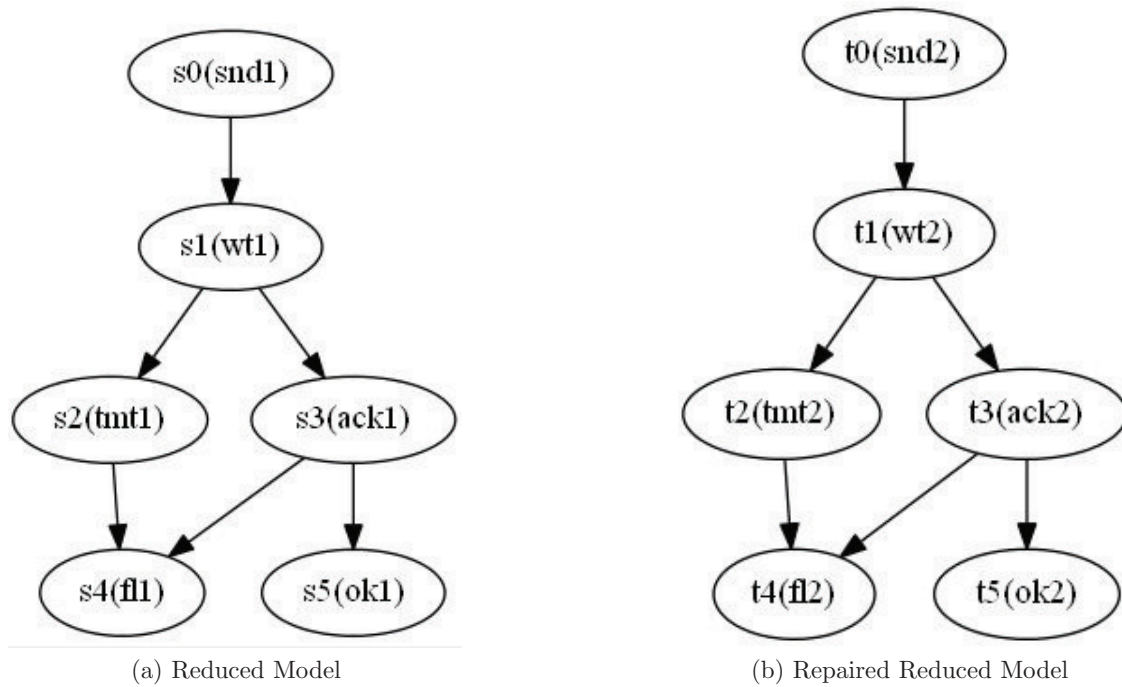 s0(snd1)
s1(wt1)
s2(tmt1) s3(ack1)
s4(fl1) s5(ok1)
(a) Reduced Model
t0(snd2)
t1(wt2)
t2(tmt2) t3(ack2)
t4(fl2) t5(ok2)
(b) Repaired Reduced Model